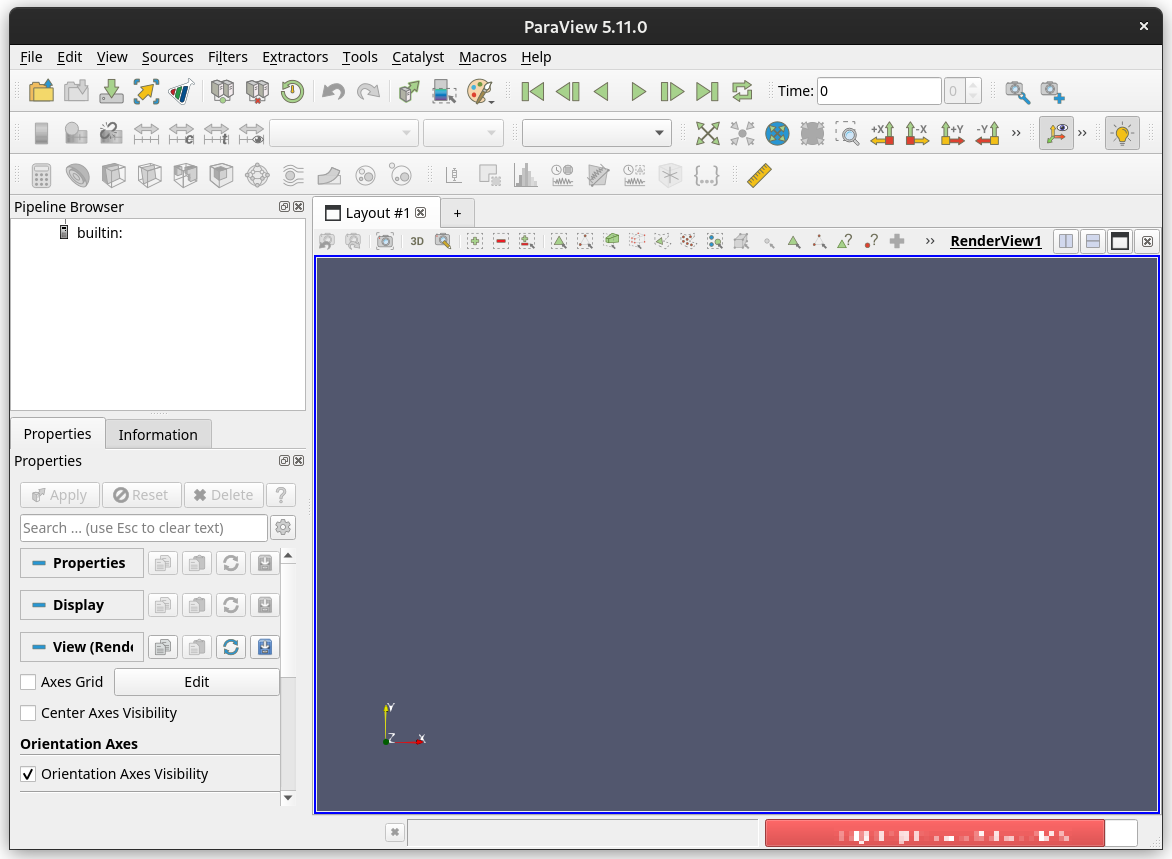 ParaView 5.11.0
File Edit View Sources Filters Extractors Tools Catalyst Macros Help
Time: 0 0
+X -X +Y -Y
Pipeline Browser
builtin:
Layout #1 +
3D RenderView1
Properties Information
Properties
Apply Reset Delete ?
Search ... (use Esc to clear text)
Properties
Display
View (Rende
Axes Grid Edit
Center Axes Visibility
Orientation Axes
Orientation Axes Visibility
Y
Z X